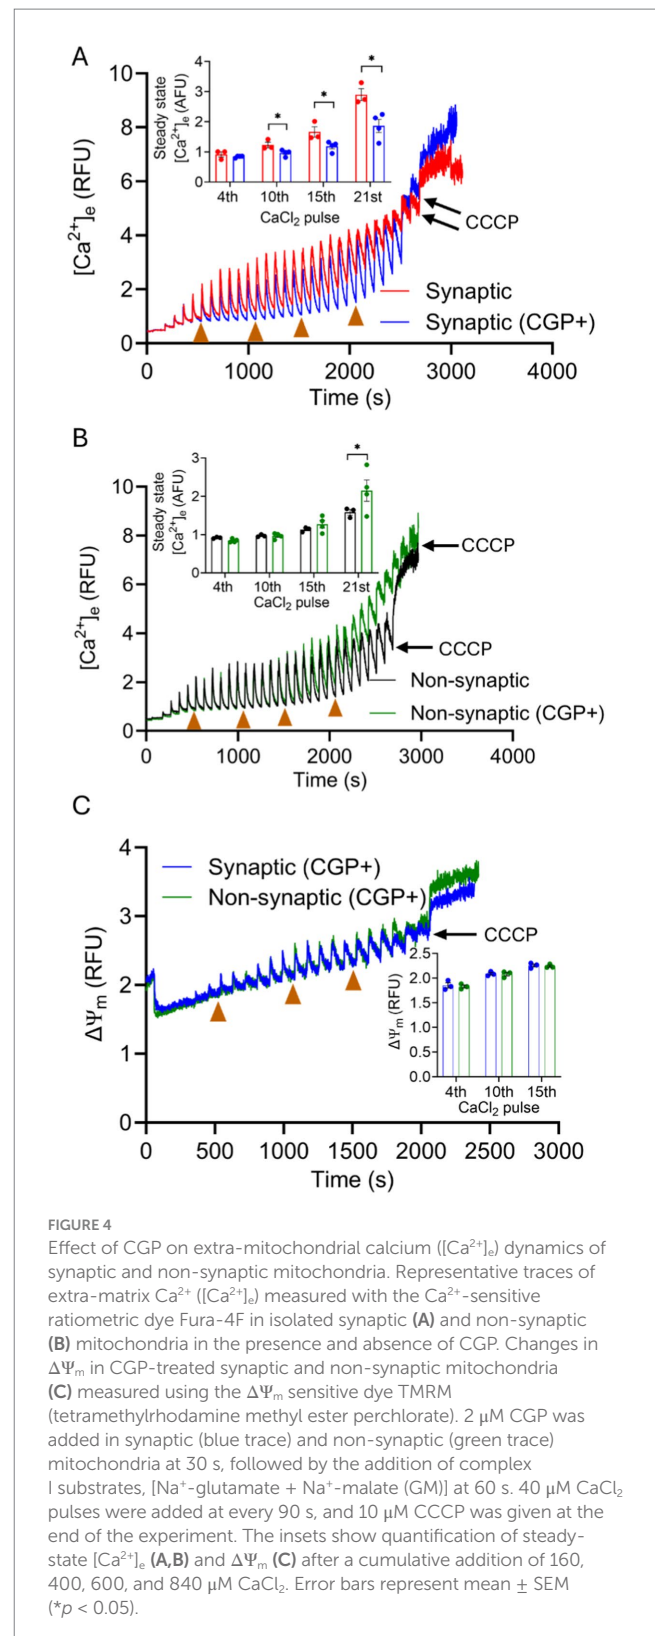 A
10
8
6
4
2
0
[Ca²⁺]ₑ (RFU)
Steady state
[Ca²⁺]ₑ (AFU)
4
3
2
1
0
*
*
*
4th
10th
15th
21st
CaCl₂ pulse
CCCP
Synaptic
Synaptic (CGP+)
0
1000
2000
3000
4000
Time (s)
B
10
8
6
4
2
0
[Ca²⁺]ₑ (RFU)
Steady state
[Ca²⁺]ₑ (AFU)
3
2
1
0
*
4th
10th
15th
21st
CaCl₂ pulse
CCCP
CCCP
Non-synaptic
Non-synaptic (CGP+)
0
1000
2000
3000
4000
Time (s)
C
4
3
2
1
0
ΔΨₘ (RFU)
Synaptic (CGP+)
Non-synaptic (CGP+)
CCCP
ΔΨₘ (RFU)
2.5
2.0
1.5
1.0
0.5
0.0
4th
10th
15th
CaCl₂ pulse
0
500
1000
1500
2000
2500
3000
Time (s)
FIGURE 4
Effect of CGP on extra-mitochondrial calcium ([Ca²⁺]ₑ) dynamics of
synaptic and non-synaptic mitochondria. Representative traces of
extra-matrix Ca²⁺ ([Ca²⁺]ₑ) measured with the Ca²⁺-sensitive
ratiometric dye Fura-4F in isolated synaptic (A) and non-synaptic
(B) mitochondria in the presence and absence of CGP. Changes in
ΔΨₘ in CGP-treated synaptic and non-synaptic mitochondria
(C) measured using the ΔΨₘ sensitive dye TMRM
(tetramethylrhodamine methyl ester perchlorate). 2 μM CGP was
added in synaptic (blue trace) and non-synaptic (green trace)
mitochondria at 30 s, followed by the addition of complex
I substrates, [Na⁺-glutamate + Na⁺-malate (GM)] at 60 s. 40 μM CaCl₂
pulses were added at every 90 s, and 10 μM CCCP was given at the
end of the experiment. The insets show quantification of steady-
state [Ca²⁺]ₑ (A,B) and ΔΨₘ (C) after a cumulative addition of 160,
400, 600, and 840 μM CaCl₂. Error bars represent mean ± SEM
(*p < 0.05).